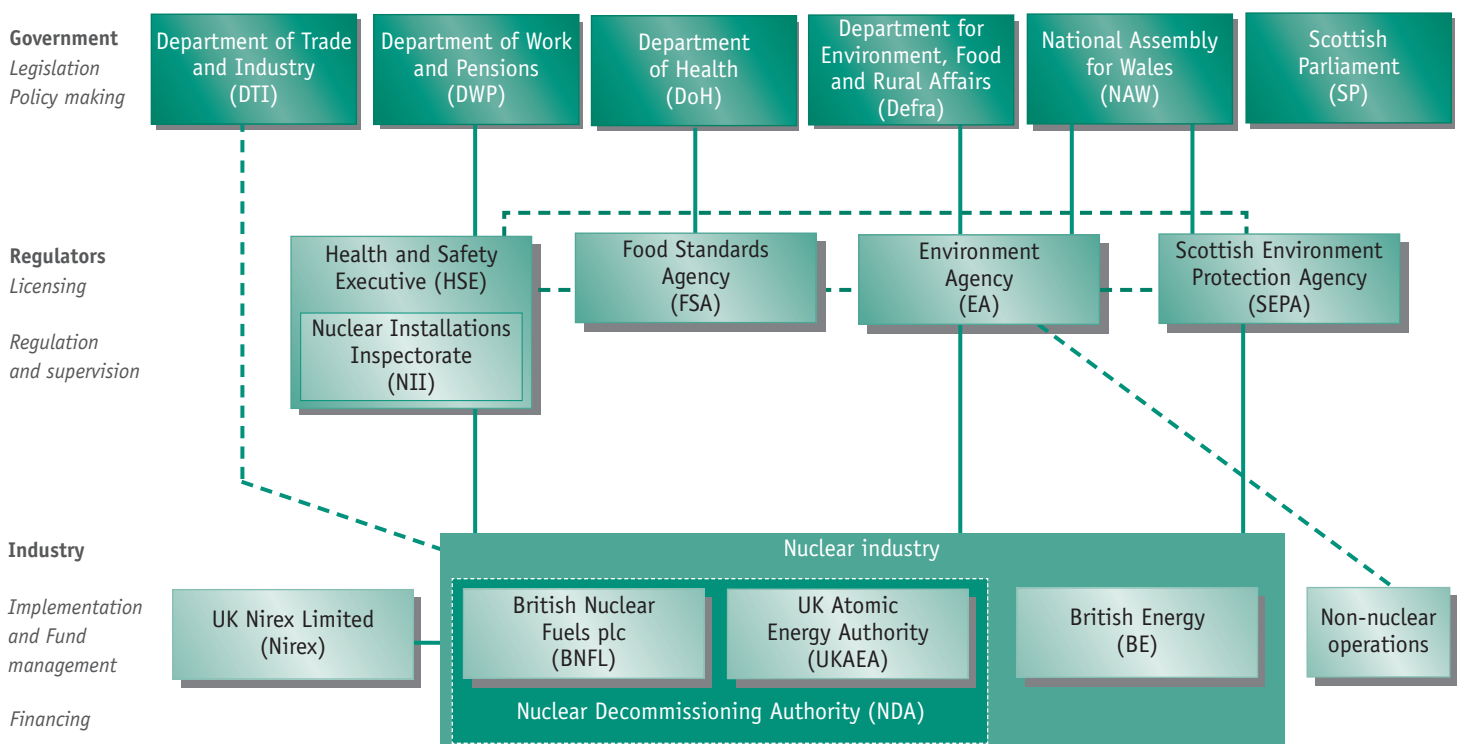 Government
Legislation
Policy making
Department of Trade
and Industry
(DTI)
Department of Work
and Pensions
(DWP)
Department
of Health
(DoH)
Department for
Environment, Food
and Rural Affairs
(Defra)
National Assembly
for Wales
(NAW)
Scottish
Parliament
(SP)
Regulators
Licensing
Regulation
and supervision
Health and Safety
Executive (HSE)
Nuclear Installations
Inspectorate
(NII)
Food Standards
Agency
(FSA)
Environment
Agency
(EA)
Scottish Environment
Protection Agency
(SEPA)
Industry
Implementation
and Fund
management
Financing
Nuclear industry
UK Nirex Limited
(Nirex)
British Nuclear
Fuels plc
(BNFL)
UK Atomic
Energy Authority
(UKAEA)
British Energy
(BE)
Non-nuclear
operations
Nuclear Decommissioning Authority (NDA)